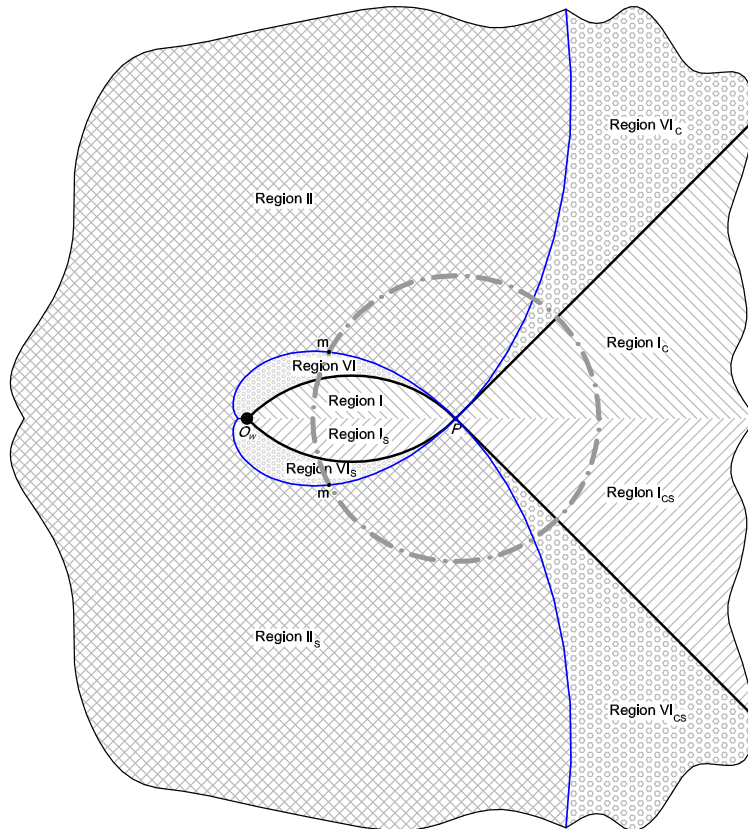 Region VI_C
Region II
Region I_C
m
Region VI
Region I
O_w
P
Region I_S
Region VI_S
m
Region I_CS
Region II_S
Region VI_CS